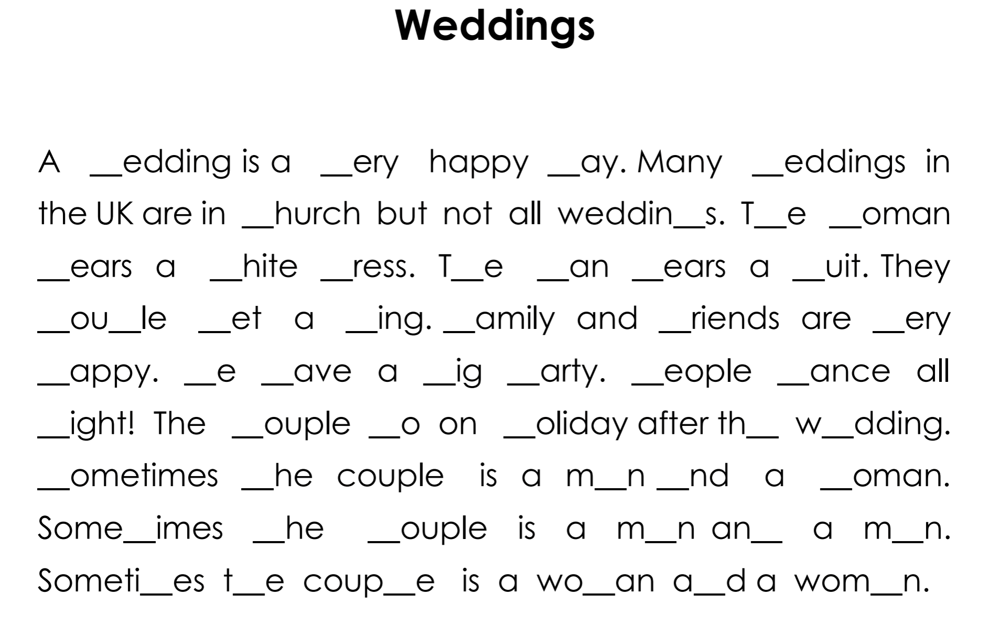 Weddings
A __edding is a __ery happy __ay. Many __eddings in
the UK are in __hurch but not all weddin__s. T__e __oman
__ears a __hite __ress. T__e __an __ears a __uit. They
__ou__le __et a __ing. __amily and __riends are __ery
__appy. __e __ave a __ig __arty. __eople __ance all
__ight! The __ouple __o on __oliday after th__ w__dding.
__ometimes __he couple is a m__n __nd a __oman.
Some__imes __he __ouple is a m__n an__ a m__n.
Someti__es t__e coup__e is a wo__an a__d a wom__n.